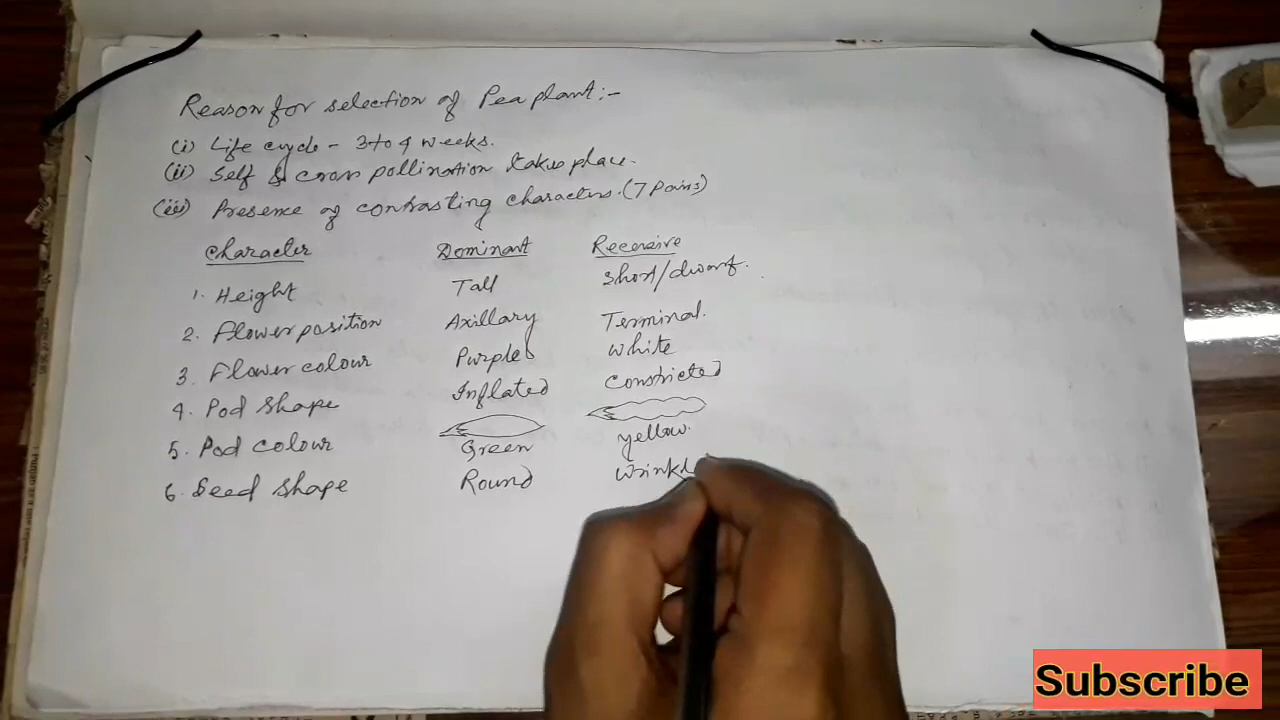 Reason for selection of Pea plant:-
(i) Life cycle - 3 to 4 weeks.
(ii) Self & cross pollination takes place.
(iii) Presence of contrasting characters. (7 pairs)
Character Dominant Recessive
1. Height Tall Short/dwarf.
2. Flower position Axillary Terminal.
3. Flower colour Purple White
4. Pod shape Inflated Constricted
5. Pod colour Green yellow.
6. Seed shape Round Wrinkl
Subscribe